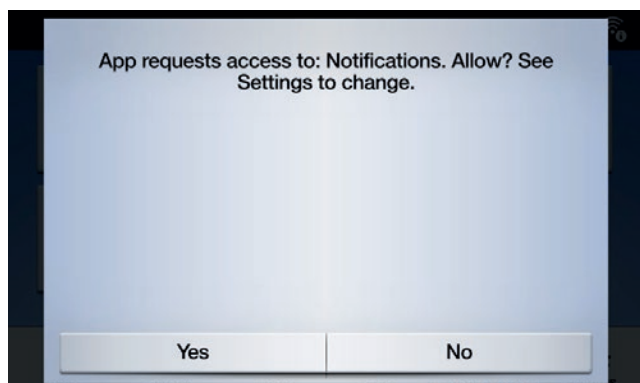 App requests access to: Notifications. Allow? See
Settings to change.
Yes
No